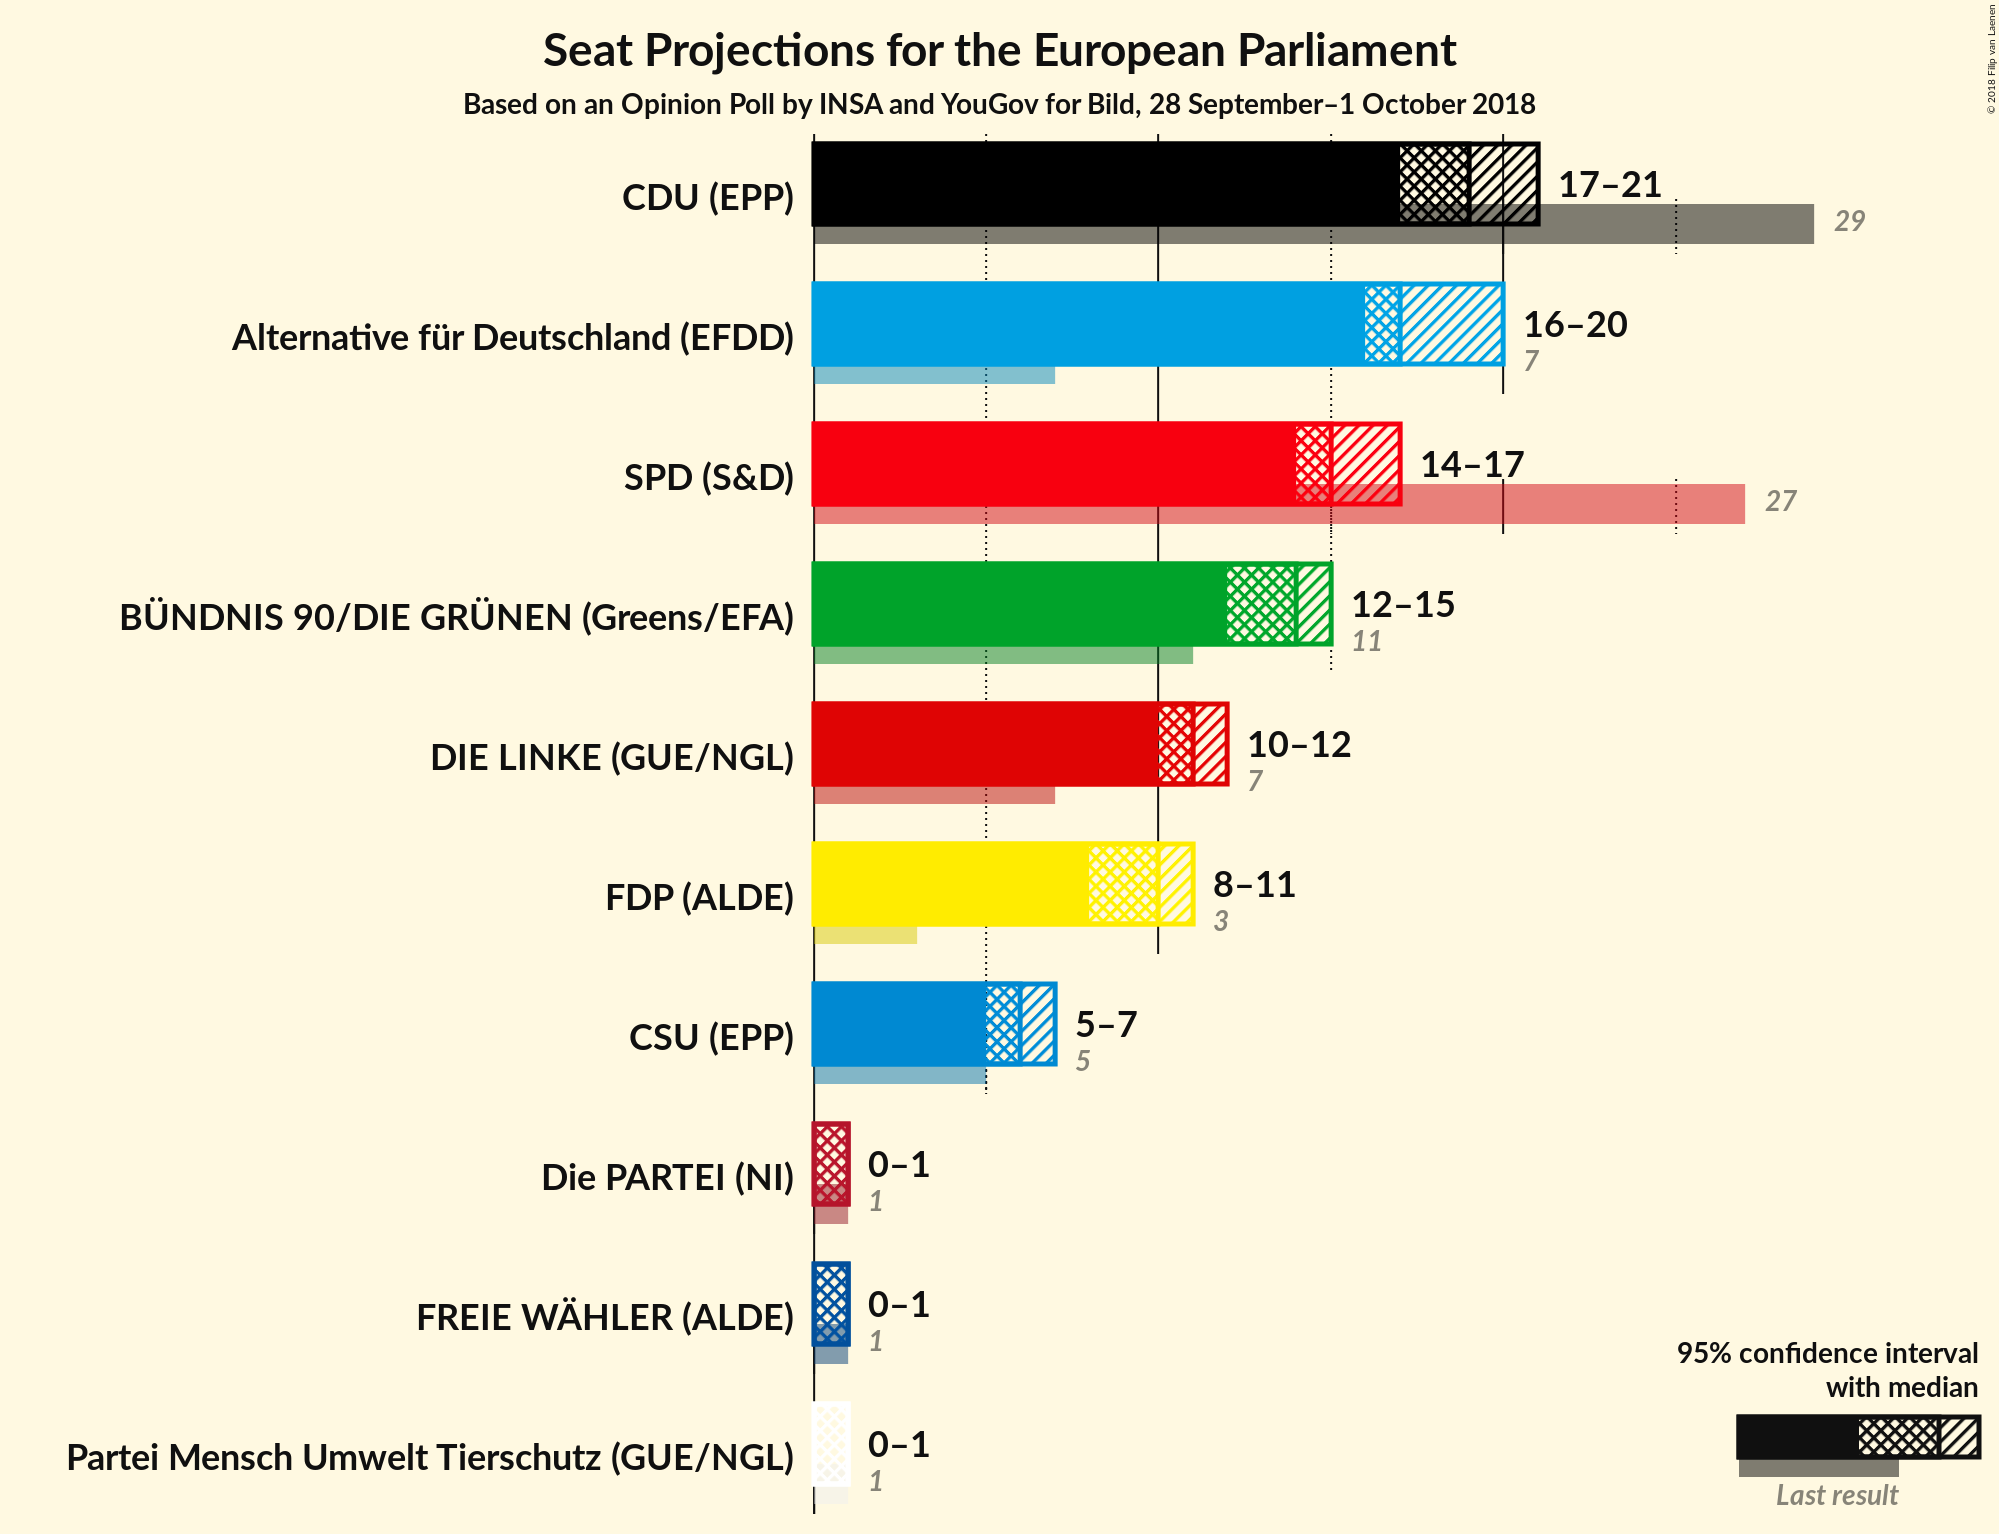 Seat Projections for the European Parliament
Based on an Opinion Poll by INSA and YouGov for Bild, 28 September–1 October 2018
© 2018 Filip van Laenen
CDU (EPP)
17–21
29
Alternative für Deutschland (EFDD)
16–20
7
SPD (S&D)
14–17
27
BÜNDNIS 90/DIE GRÜNEN (Greens/EFA)
12–15
11
DIE LINKE (GUE/NGL)
10–12
7
FDP (ALDE)
8–11
3
CSU (EPP)
5–7
5
Die PARTEI (NI)
0–1
1
FREIE WÄHLER (ALDE)
0–1
1
Partei Mensch Umwelt Tierschutz (GUE/NGL)
0–1
1
95% confidence interval
with median
Last result